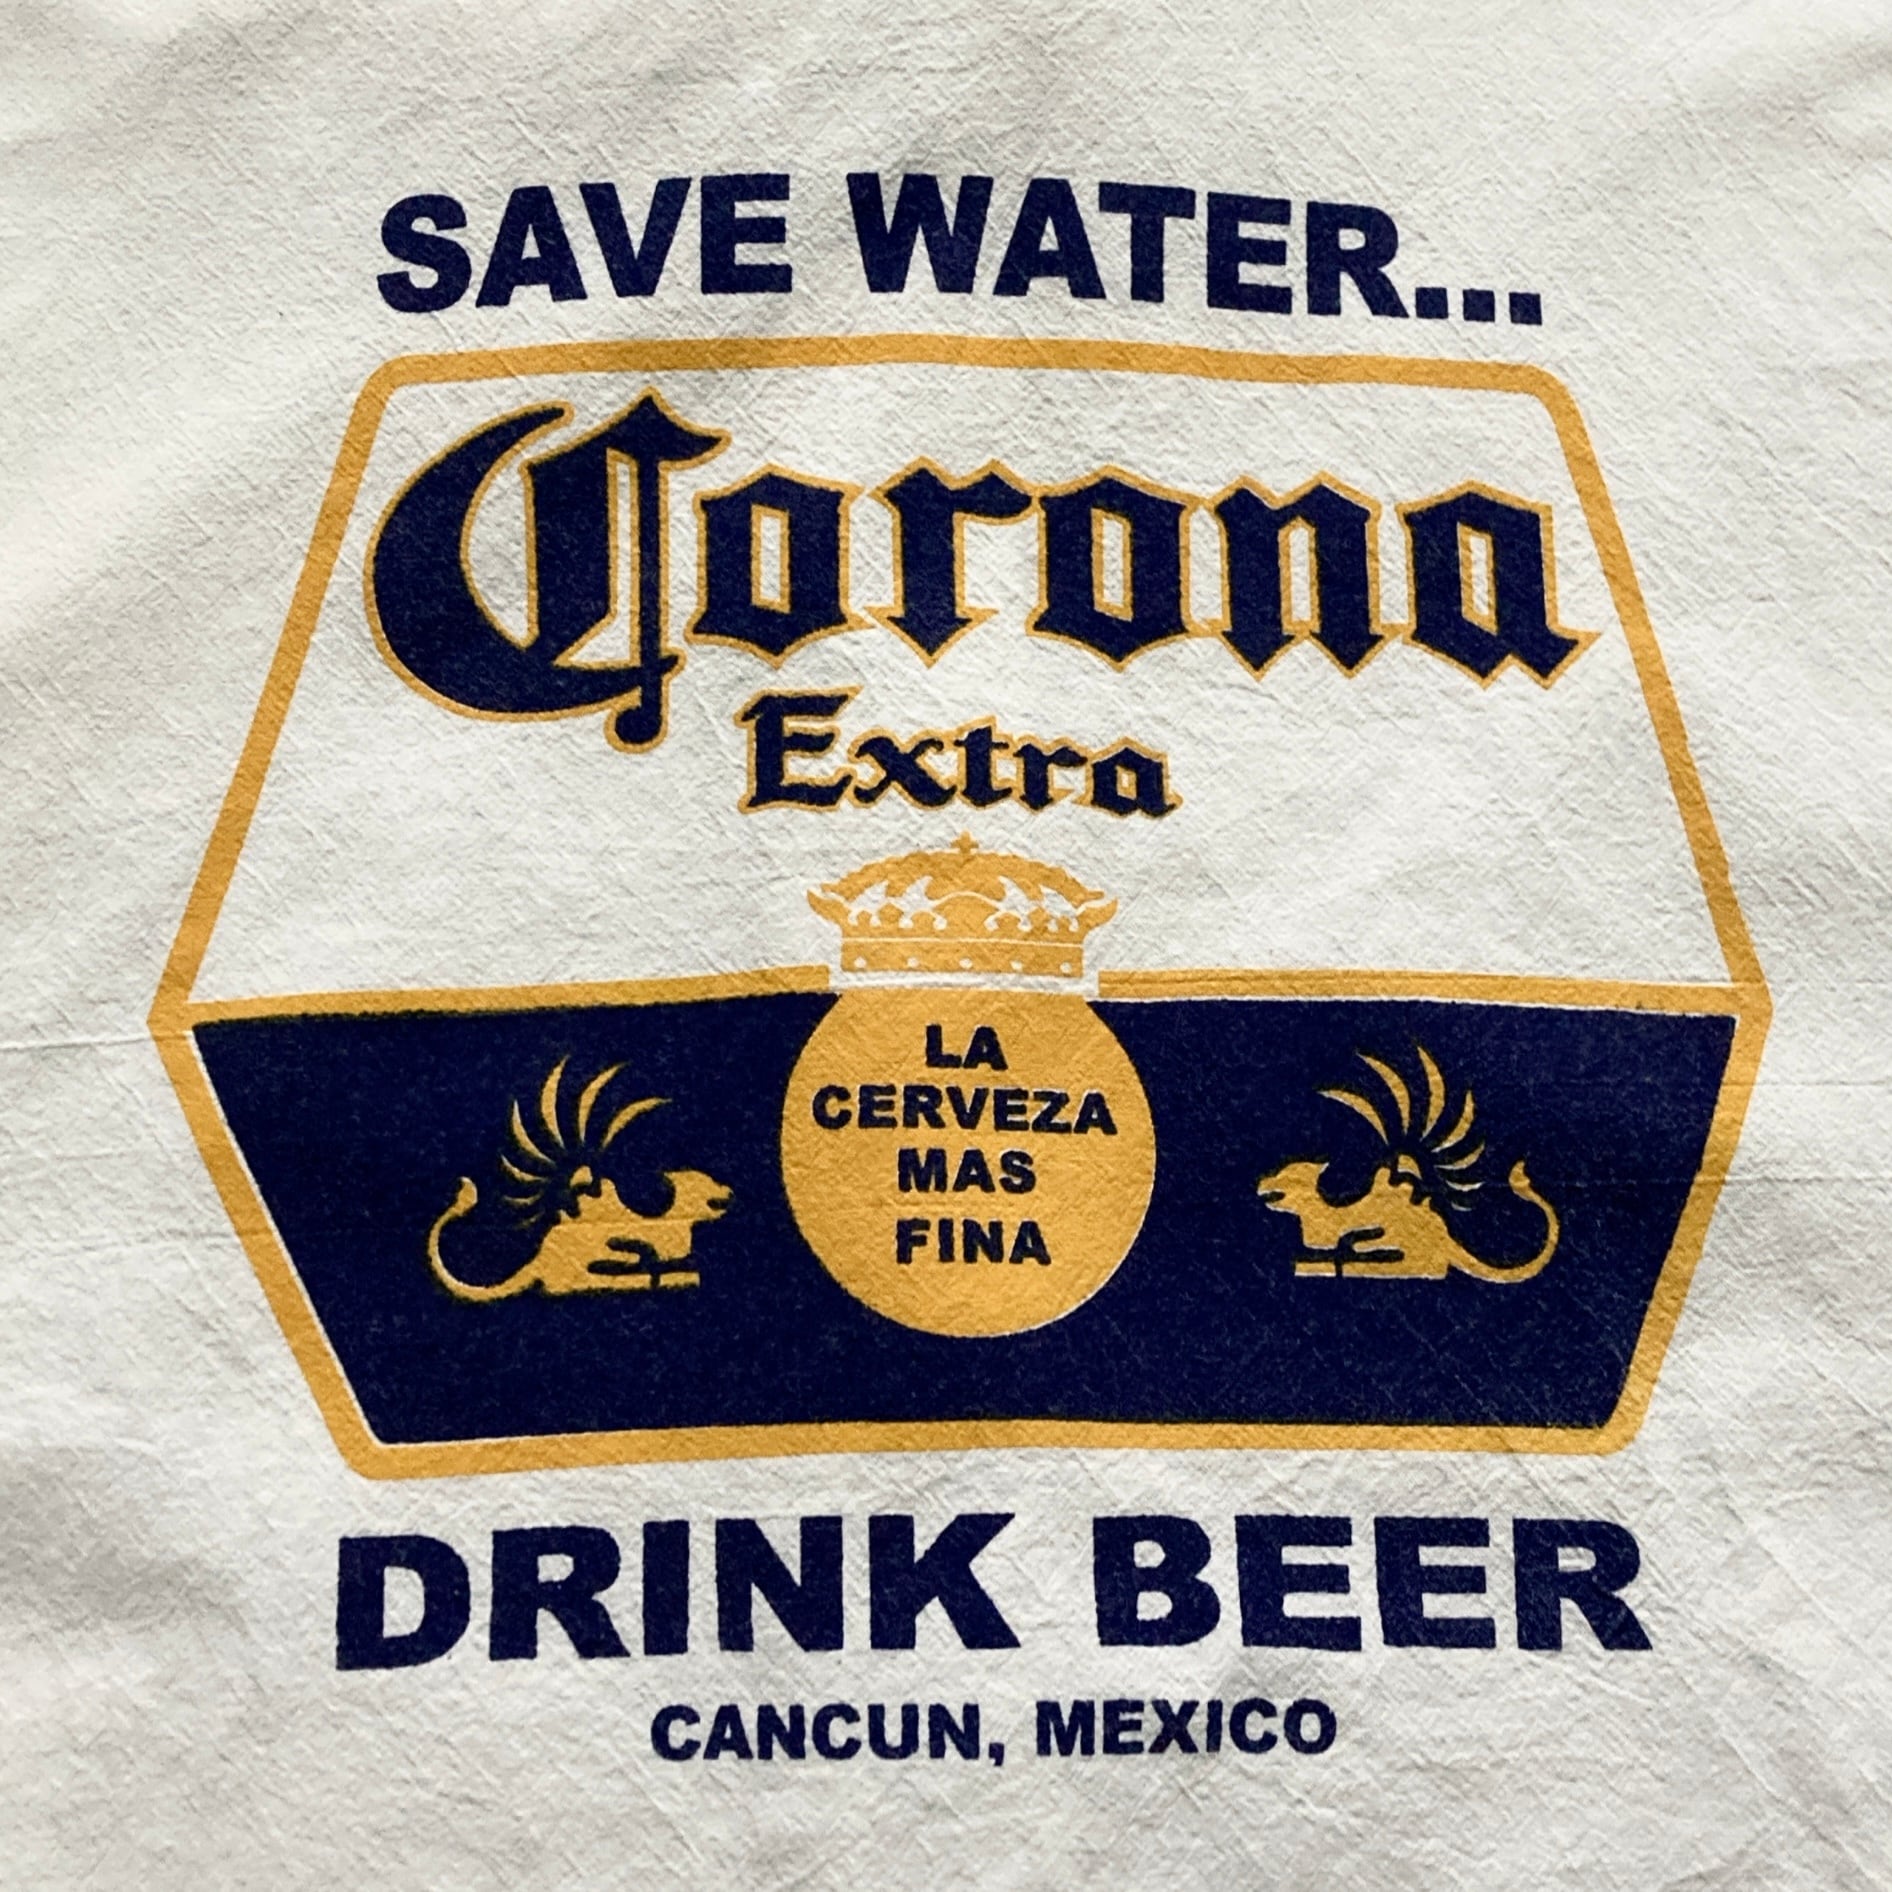 SAVE WATER...
Corona
Extra
LA
CERVEZA
MAS
FINA
DRINK BEER
CANCUN, MEXICO